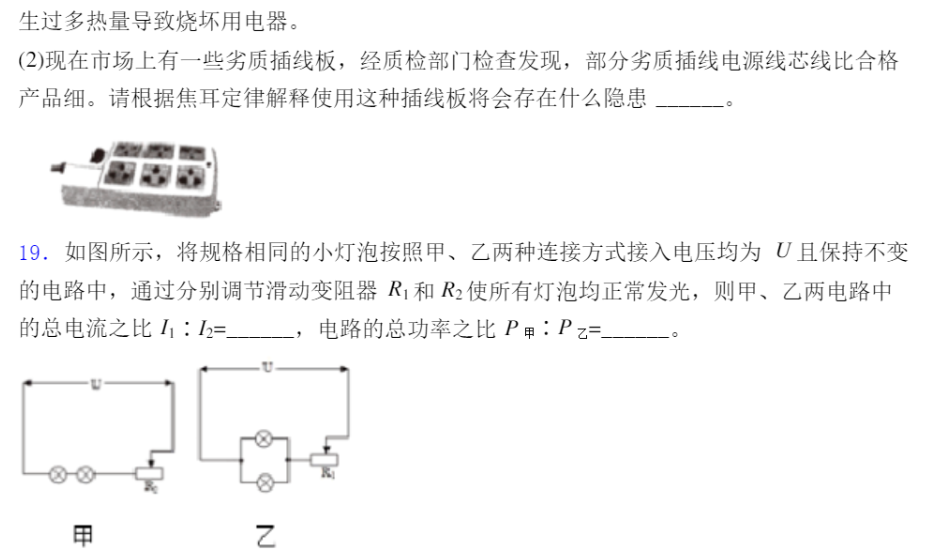 生过多热量导致烧坏用电器。
(2)现在市场上有一些劣质插线板，经质检部门检查发现，部分劣质插线电源线芯线比合格
产品细。请根据焦耳定律解释使用这种插线板将会存在什么隐患 ______。
19．如图所示，将规格相同的小灯泡按照甲、乙两种连接方式接入电压均为 U 且保持不变
的电路中，通过分别调节滑动变阻器 R1 和 R2 使所有灯泡均正常发光，则甲、乙两电路中
的总电流之比 I1∶I2=______，电路的总功率之比 P甲∶P乙=______。
U
U
R1
甲
乙